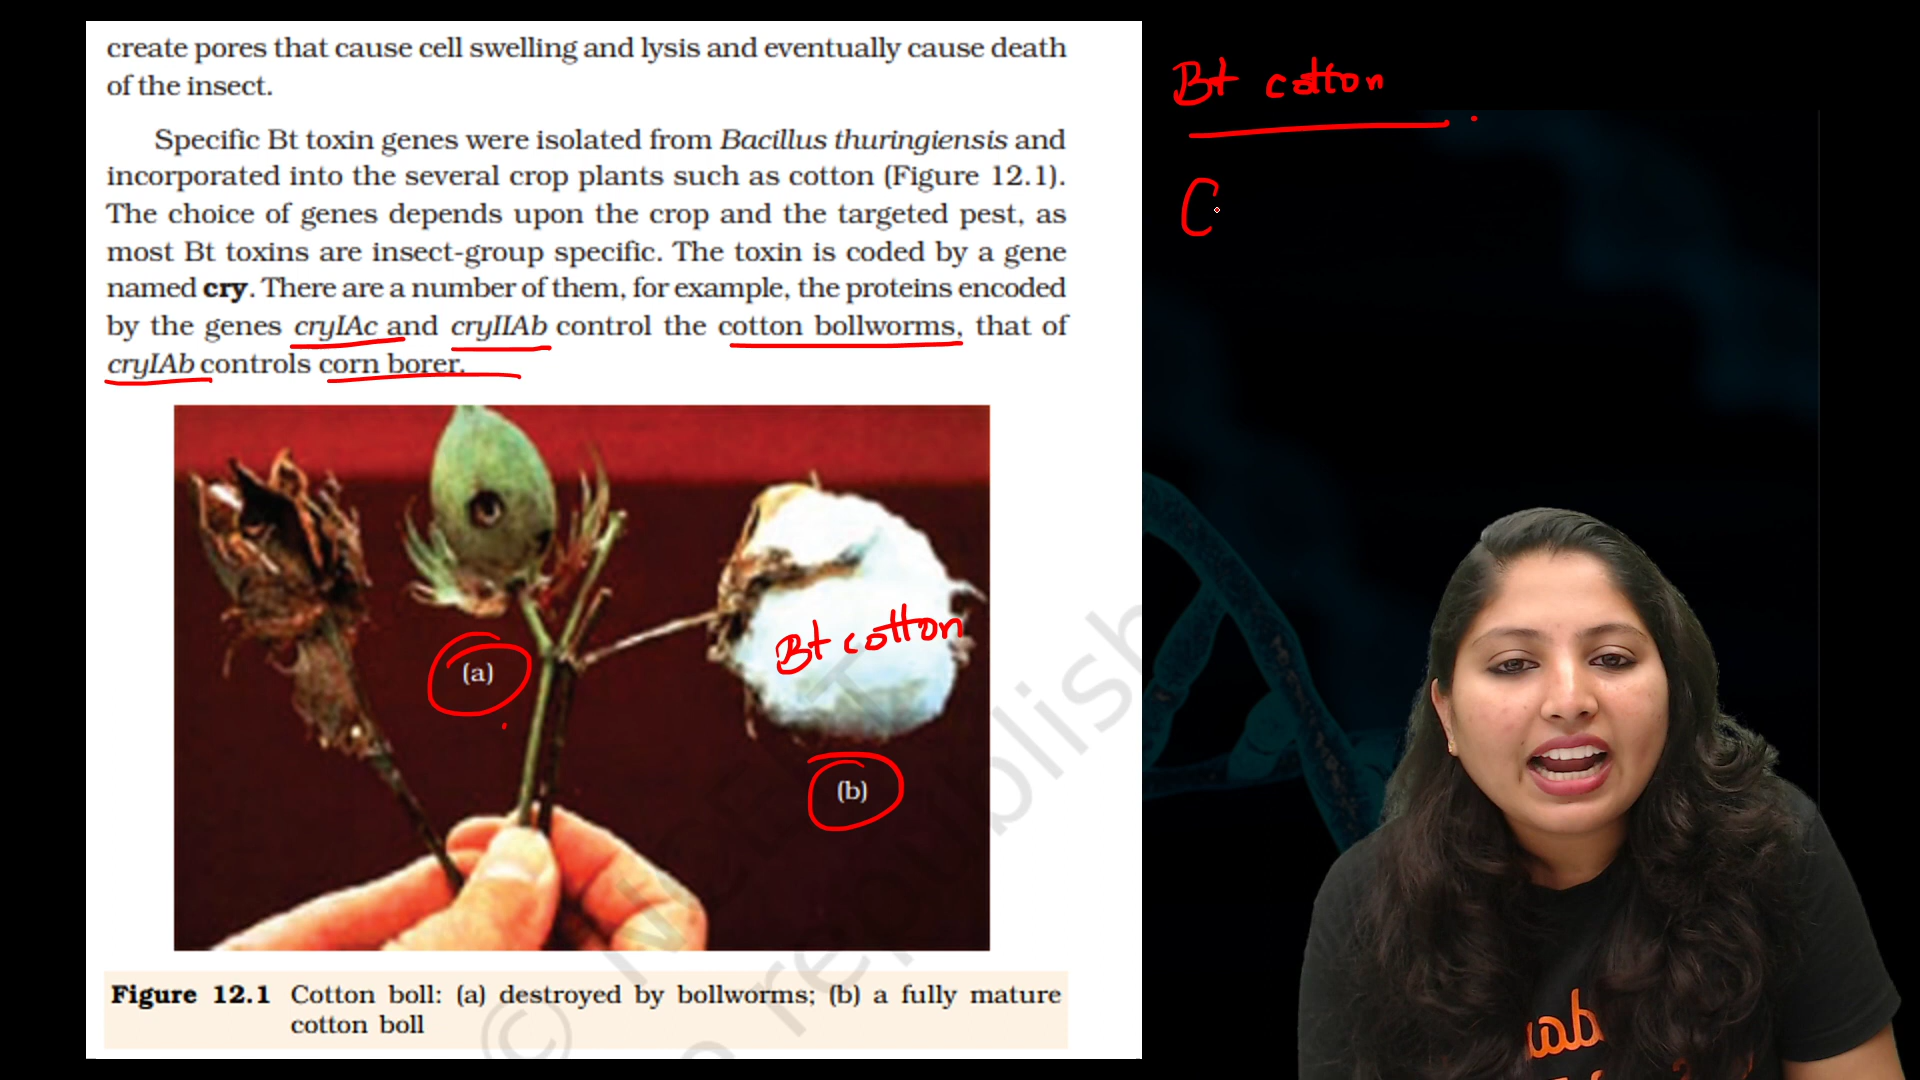 create pores that cause cell swelling and lysis and eventually cause death
of the insect.
Specific Bt toxin genes were isolated from Bacillus thuringiensis and
incorporated into the several crop plants such as cotton (Figure 12.1).
The choice of genes depends upon the crop and the targeted pest, as
most Bt toxins are insect-group specific. The toxin is coded by a gene
named cry. There are a number of them, for example, the proteins encoded
by the genes cryIAc and cryIIAb control the cotton bollworms, that of
cryIAb controls corn borer.
(a)
Bt cotton
(b)
Figure 12.1 Cotton boll: (a) destroyed by bollworms; (b) a fully mature
cotton boll
Bt cotton
C